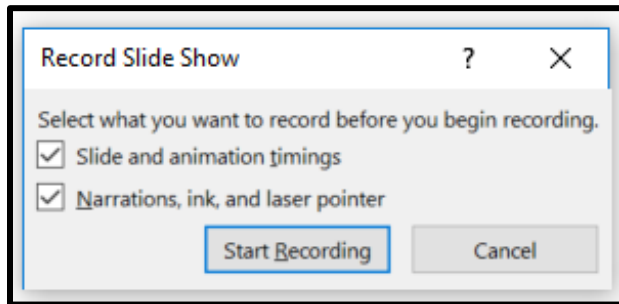 Record Slide Show ?
Select what you want to record before you begin recording.
Slide and animation timings
Narrations, ink, and laser pointer
Start Recording Cancel